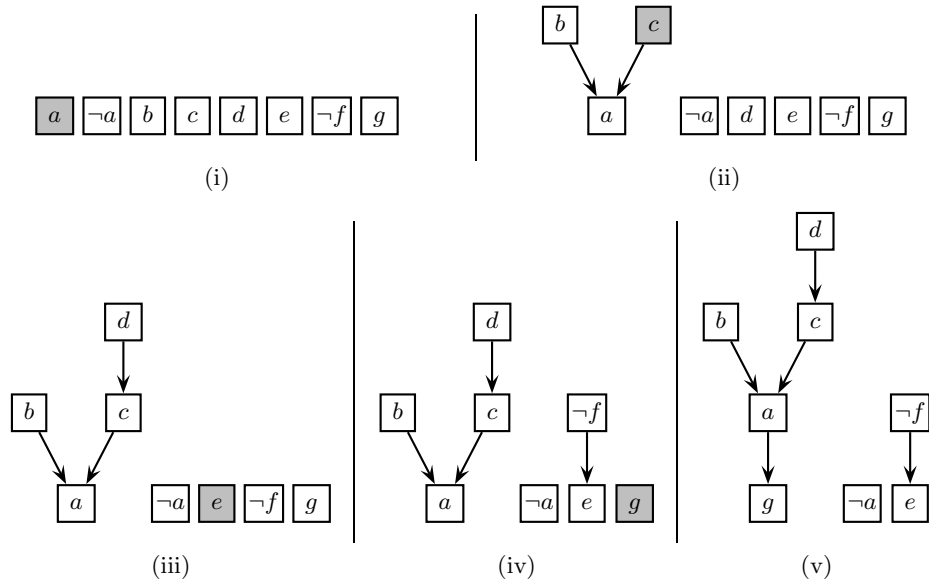 b c
a ¬a b c d e ¬f g a ¬a d e ¬f g
(i) (ii)
d
d d b c
b c b c ¬f a ¬f
a ¬a e ¬f g a ¬a e g g ¬a e
(iii) (iv) (v)